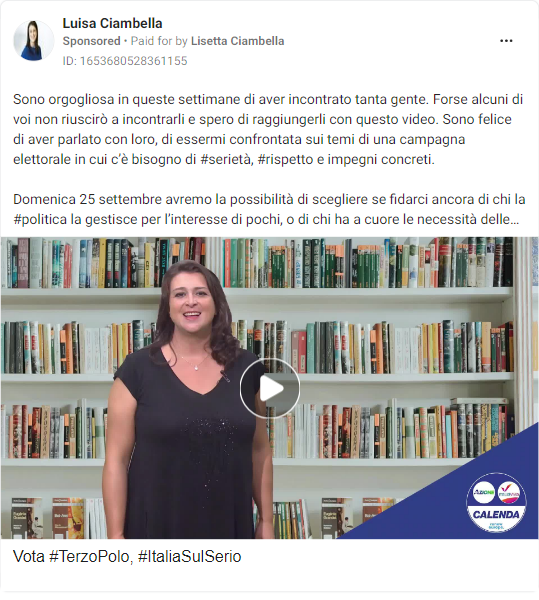 Luisa Ciambella
Sponsored • Paid for by Lisetta Ciambella
ID: 1653680528361155
Sono orgogliosa in queste settimane di aver incontrato tanta gente. Forse alcuni di
voi non riuscirò a incontrarli e spero di raggiungerli con questo video. Sono felice
di aver parlato con loro, di essermi confrontata sui temi di una campagna
elettorale in cui c'è bisogno di #serietà, #rispetto e impegni concreti.
Domenica 25 settembre avremo la possibilità di scegliere se fidarci ancora di chi la
#politica la gestisce per l'interesse di pochi, o di chi ha a cuore le necessità delle...
AZIONE
CALENDA
Vota #TerzoPolo, #ItaliaSulSerio